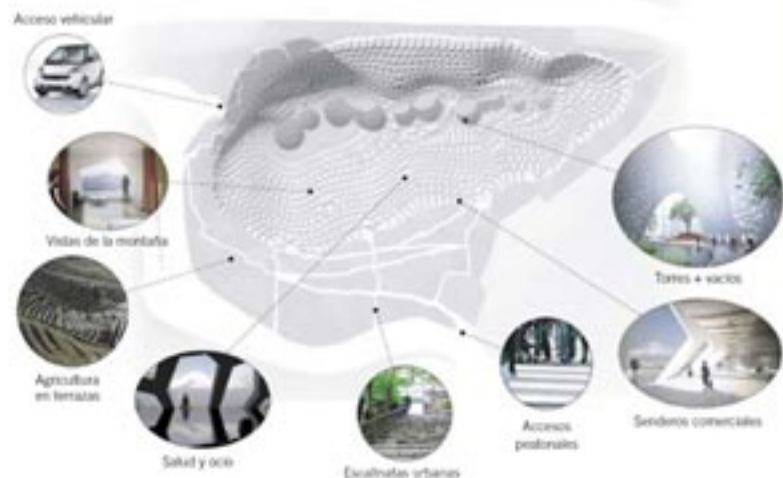 Acceso vehicular
Vistas de la montaña
Torres + vacíos
Agricultura
en terrazas
Salud y ocio
Escalinatas urbanas
Accesos
peatonales
Senderos comerciales